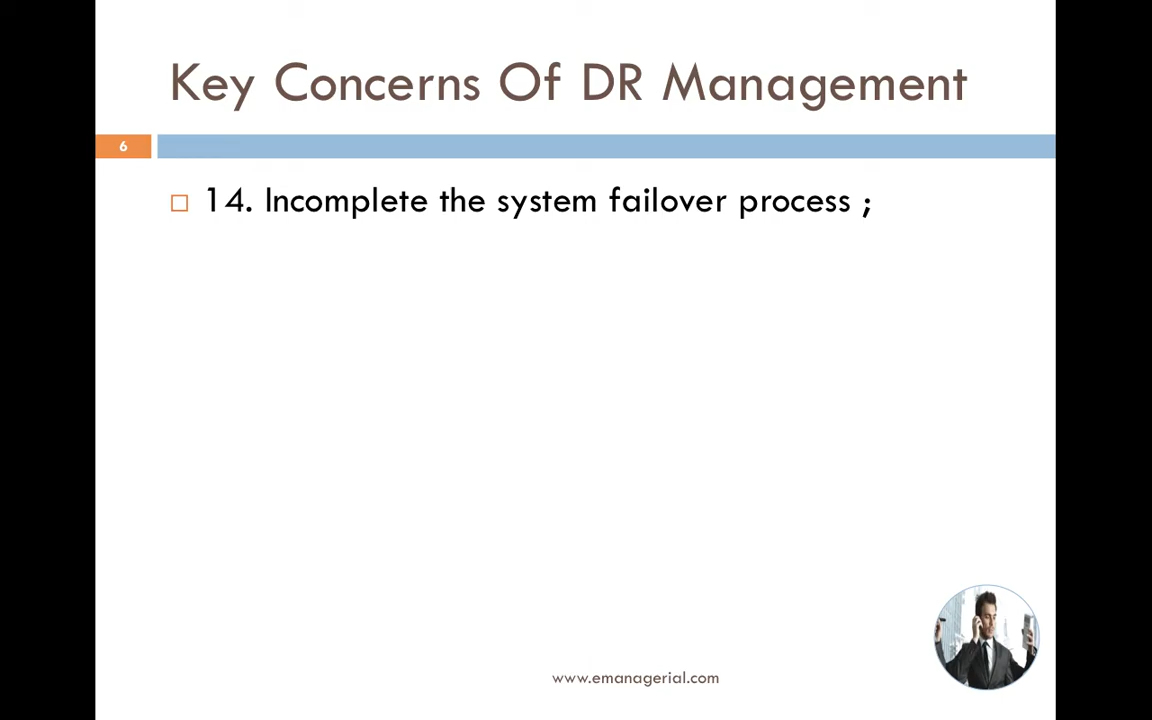 Key Concerns Of DR Management
6
14. Incomplete the system failover process ;
www.emanagerial.com